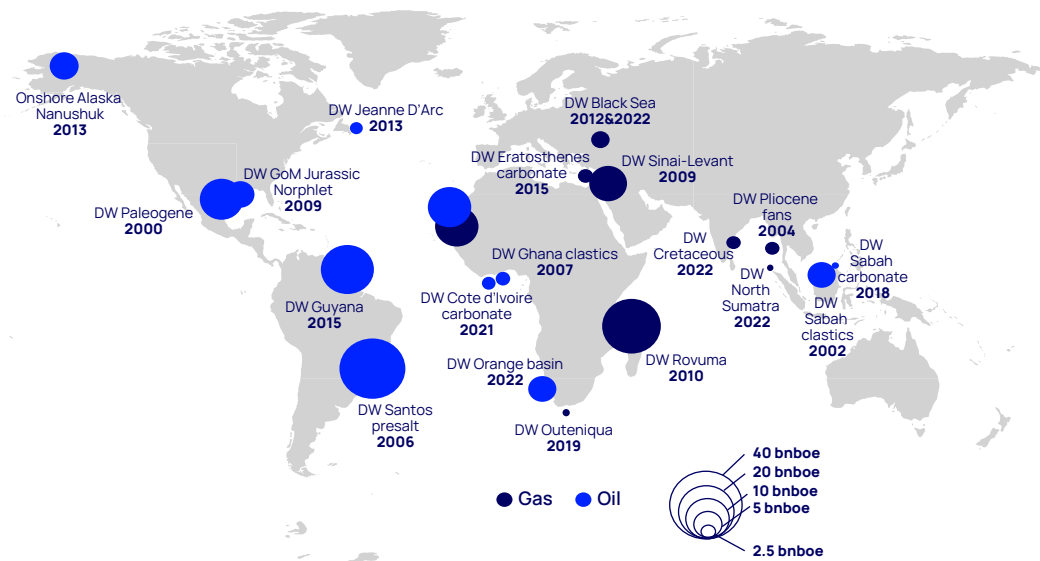 Onshore Alaska
Nanushuk
2013
DW Jeanne D'Arc
2013
DW GoM Jurassic
Norphlet
2009
DW Paleogene
2000
DW Guyana
2015
DW Santos
presalt
2006
DW Black Sea
2012&2022
DW Eratosthenes
carbonate
2015
DW Sinai-Levant
2009
DW Ghana clastics
2007
DW Cote d'Ivoire
carbonate
2021
DW Orange basin
2022
DW Outeniqua
2019
DW Rovuma
2010
DW Pliocene
fans
2004
DW
Cretaceous
2022
DW
North
Sumatra
2022
DW
Sabah
carbonate
2018
DW
Sabah
clastics
2002
Gas
Oil
40 bnboe
20 bnboe
10 bnboe
5 bnboe
2.5 bnboe